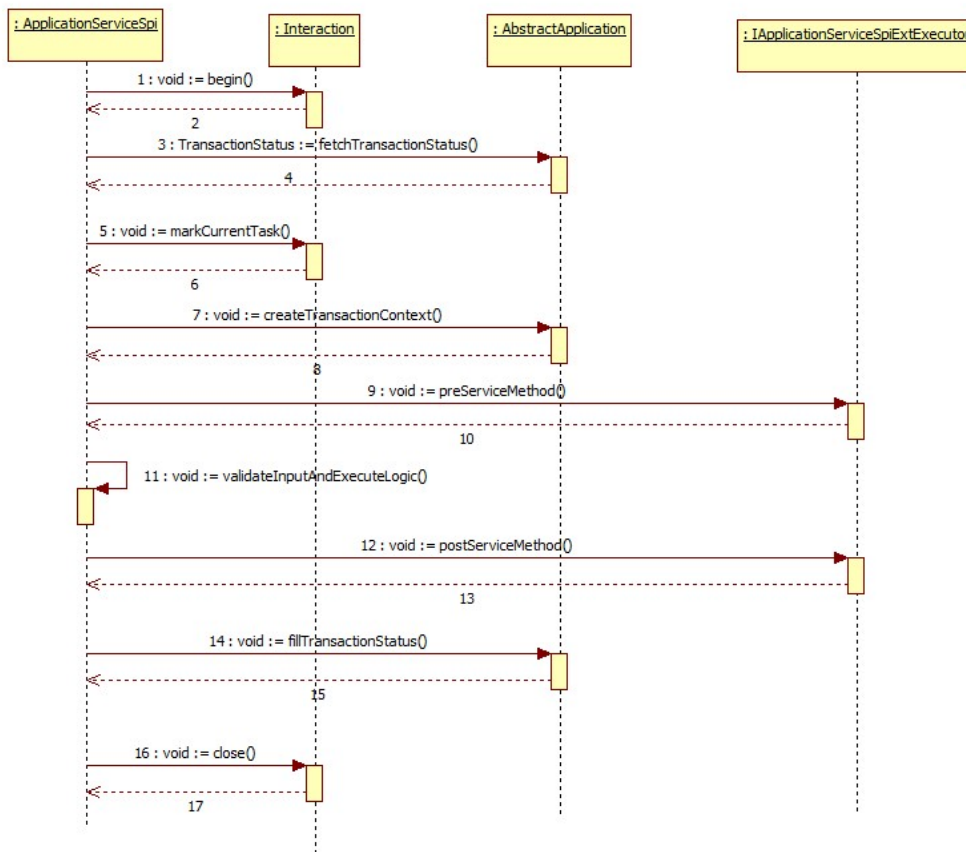 : ApplicationServiceSpi
: Interaction
: AbstractApplication
: IApplicationServiceSpiExtExecutor
1 : void := begin()
2
3 : TransactionStatus := fetchTransactionStatus()
4
5 : void := markCurrentTask()
6
7 : void := createTransactionContext()
8
9 : void := preServiceMethod()
10
11 : void := validateInputAndExecuteLogic()
12 : void := postServiceMethod()
13
14 : void := fillTransactionStatus()
15
16 : void := close()
17